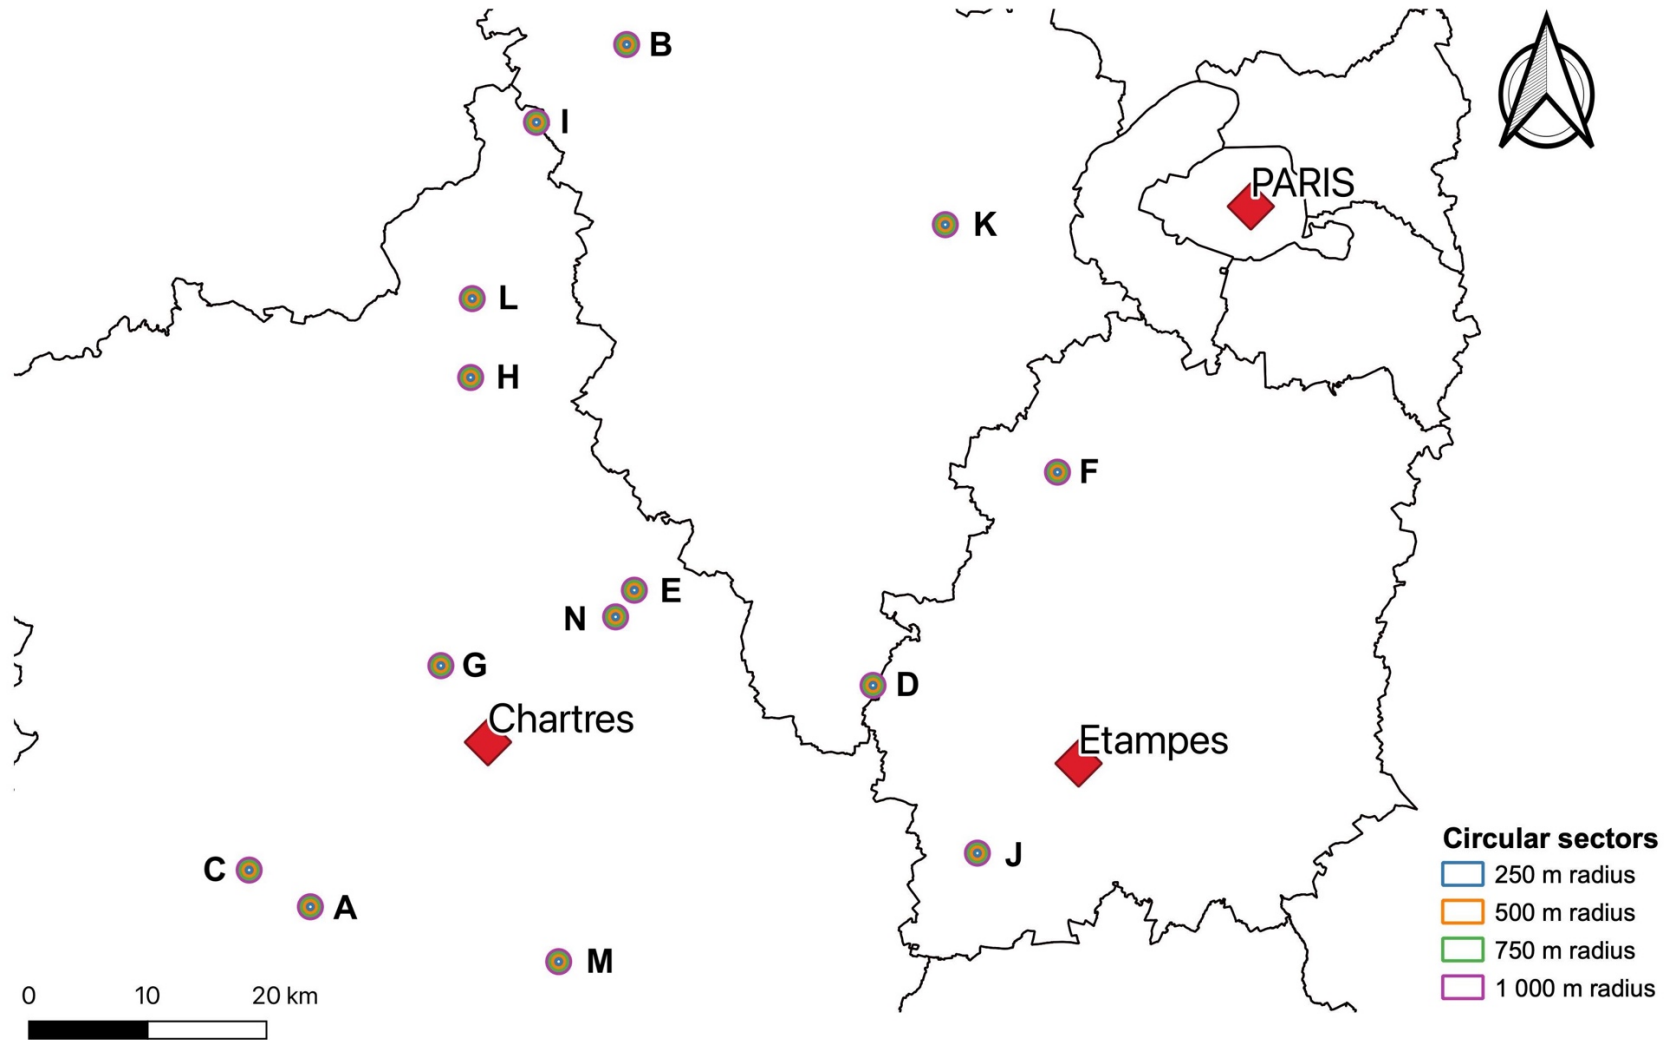 B
I
PARIS
K
L
H
F
E
N
G
D
Chartres
Etampes
J
C
A
M
Circular sectors
250 m radius
500 m radius
750 m radius
1 000 m radius
0 10 20 km